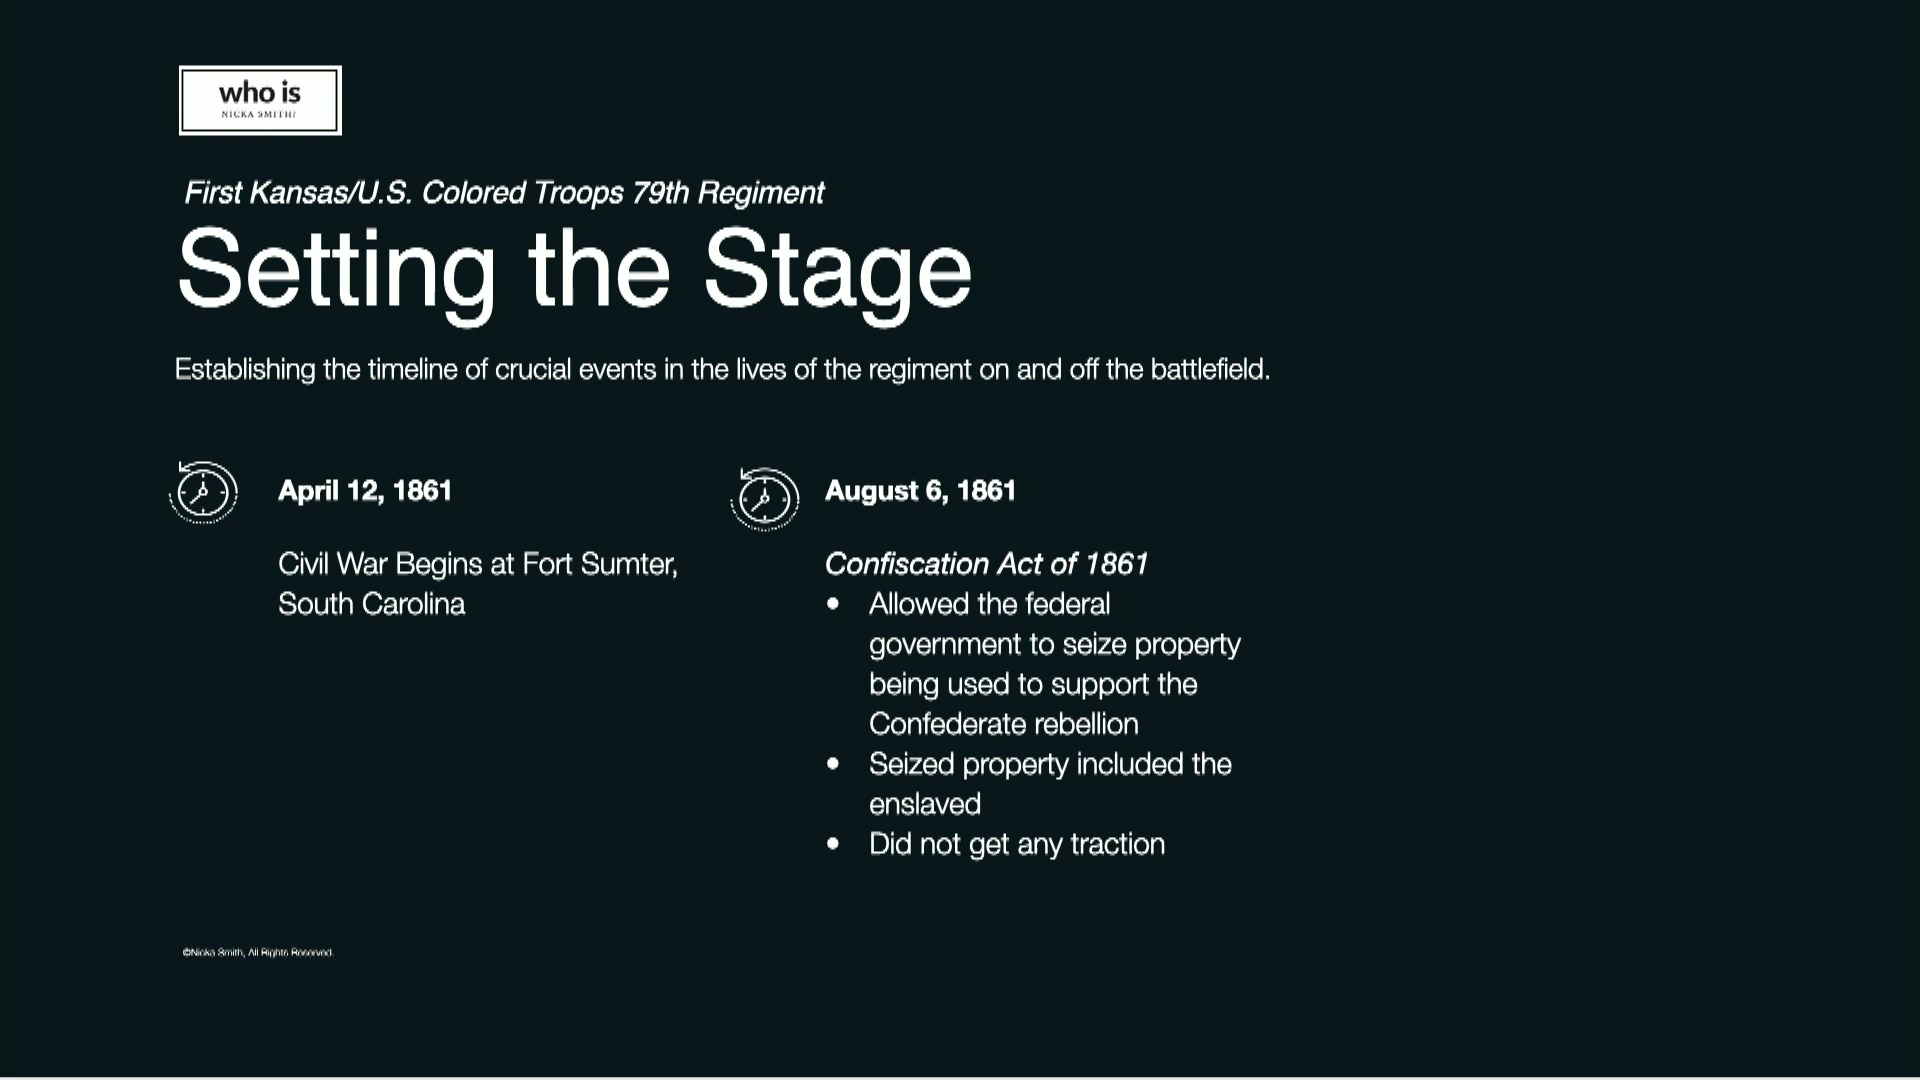 who is
NICKA SMITH?
First Kansas/U.S. Colored Troops 79th Regiment
Setting the Stage
Establishing the timeline of crucial events in the lives of the regiment on and off the battlefield.
April 12, 1861
Civil War Begins at Fort Sumter,
South Carolina
August 6, 1861
Confiscation Act of 1861
• Allowed the federal
government to seize property
being used to support the
Confederate rebellion
• Seized property included the
enslaved
• Did not get any traction
©Nicka Smith, All Rights Reserved.